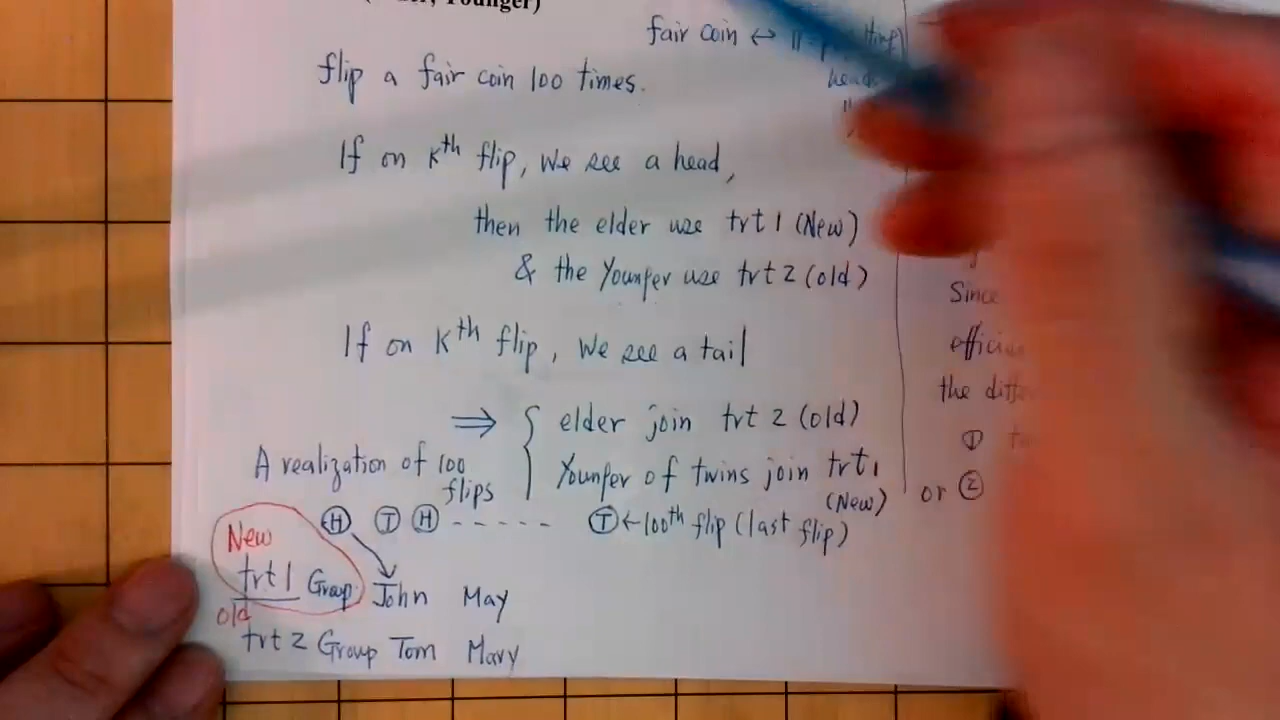 Younger)
fair coin ↔
flip a fair coin 100 times.
If on kth flip, we see a head,
then the elder use trt 1 (New)
& the Younger use trt 2 (old)
If on kth flip, we see a tail
⇒ { elder join trt 2 (old)
Younger of twins join trt 1
(New)
A realization of 100
flips
Ⓗ Ⓣ Ⓗ - - - - - - Ⓣ ← 100th flip (last flip)
New
trt 1 Group John May
old
trt 2 Group Tom Mary
Since
the
①
or ②